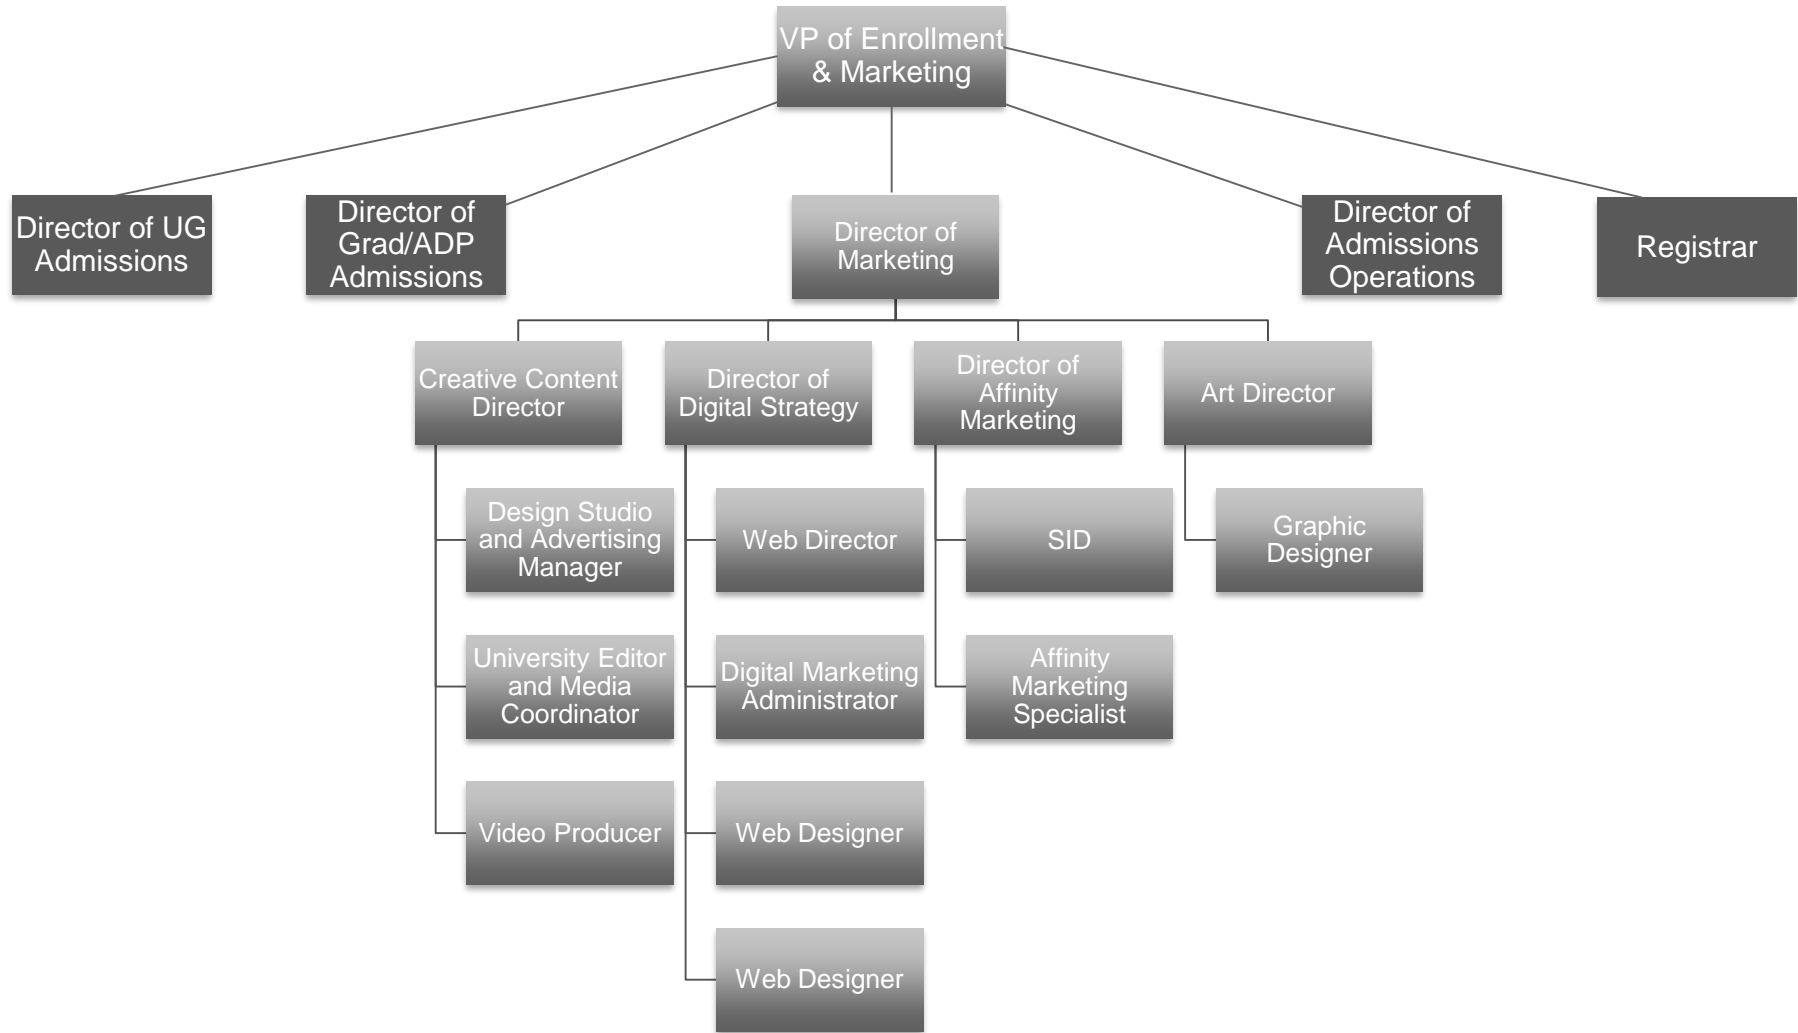 VP of Enrollment
& Marketing
Director of UG
Admissions
Director of
Grad/ADP
Admissions
Director of
Marketing
Director of
Admissions
Operations
Registrar
Creative Content
Director
Director of
Digital Strategy
Director of
Affinity
Marketing
Art Director
Design Studio
and Advertising
Manager
Web Director
SID
Graphic
Designer
University Editor
and Media
Coordinator
Digital Marketing
Administrator
Affinity
Marketing
Specialist
Video Producer
Web Designer
Web Designer